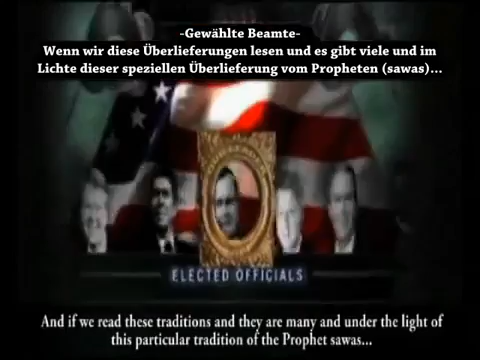 -Gewählte Beamte-
Wenn wir diese Überlieferungen lesen und es gibt viele und im
Lichte dieser speziellen Überlieferung vom Propheten (sawas)...
ELECTED OFFICIALS
And if we read these traditions and they are many and under the light of
this particular tradition of the Prophet sawas...